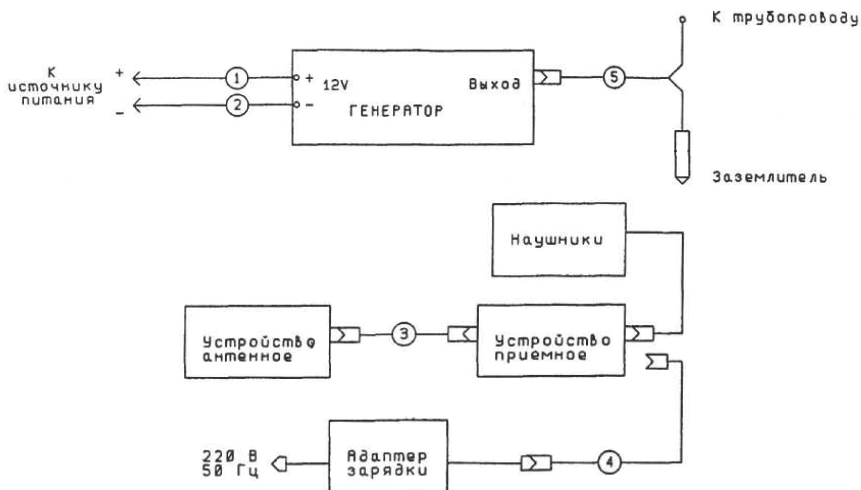 К трубопроводу
К
источнику
питания
+
–
1
2
+
–
12V
Выход
ГЕНЕРАТОР
5
Заземлитель
Наушники
Устройство
антенное
3
Устройство
приемное
220 В
50 Гц
Адаптер
зарядки
4